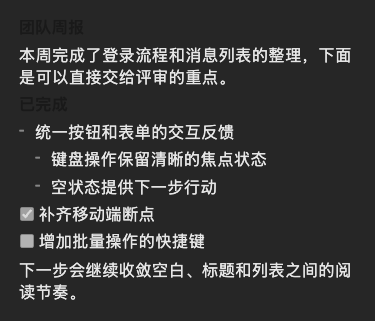 团队周报
本周完成了登录流程和消息列表的整理，下面
是可以直接交给评审的重点。
已完成
- 统一按钮和表单的交互反馈
- 键盘操作保留清晰的焦点状态
- 空状态提供下一步行动
补齐移动端断点
增加批量操作的快捷键
下一步会继续收敛空白、标题和列表之间的阅
读节奏。